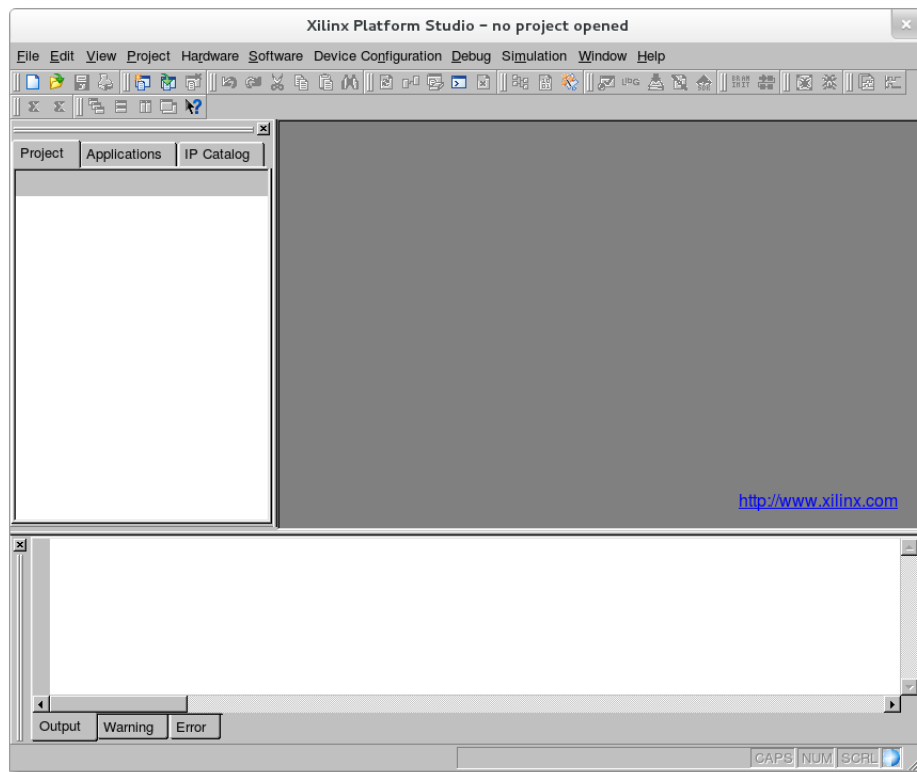 Xilinx Platform Studio - no project opened
File Edit View Project Hardware Software Device Configuration Debug Simulation Window Help
Project Applications IP Catalog
http://www.xilinx.com
Output Warning Error
CAPS NUM SCRL